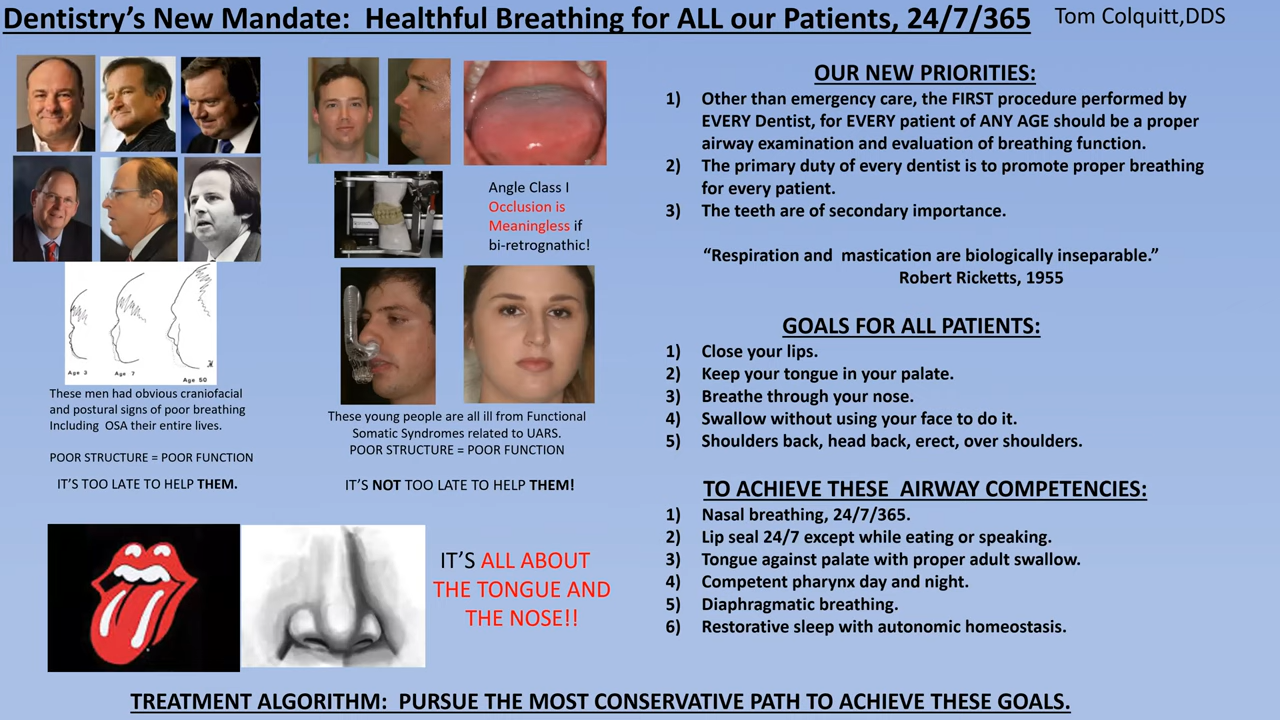 Dentistry's New Mandate:  Healthful Breathing for ALL our Patients, 24/7/365
Tom Colquitt,DDS
Age 3
Age 7
Age 50
These men had obvious craniofacial
and postural signs of poor breathing
Including  OSA their entire lives.
POOR STRUCTURE = POOR FUNCTION
IT'S TOO LATE TO HELP THEM.
Angle Class I
Occlusion is
Meaningless if
bi-retrognathic!
These young people are all ill from Functional
Somatic Syndromes related to UARS.
POOR STRUCTURE = POOR FUNCTION
IT'S NOT TOO LATE TO HELP THEM!
IT'S ALL ABOUT
THE TONGUE AND
THE NOSE!!
OUR NEW PRIORITIES:
1) Other than emergency care, the FIRST procedure performed by
EVERY Dentist, for EVERY patient of ANY AGE should be a proper
airway examination and evaluation of breathing function.
2) The primary duty of every dentist is to promote proper breathing
for every patient.
3) The teeth are of secondary importance.
“Respiration and  mastication are biologically inseparable.”
Robert Ricketts, 1955
GOALS FOR ALL PATIENTS:
1) Close your lips.
2) Keep your tongue in your palate.
3) Breathe through your nose.
4) Swallow without using your face to do it.
5) Shoulders back, head back, erect, over shoulders.
TO ACHIEVE THESE  AIRWAY COMPETENCIES:
1) Nasal breathing, 24/7/365.
2) Lip seal 24/7 except while eating or speaking.
3) Tongue against palate with proper adult swallow.
4) Competent pharynx day and night.
5) Diaphragmatic breathing.
6) Restorative sleep with autonomic homeostasis.
TREATMENT ALGORITHM:  PURSUE THE MOST CONSERVATIVE PATH TO ACHIEVE THESE GOALS.